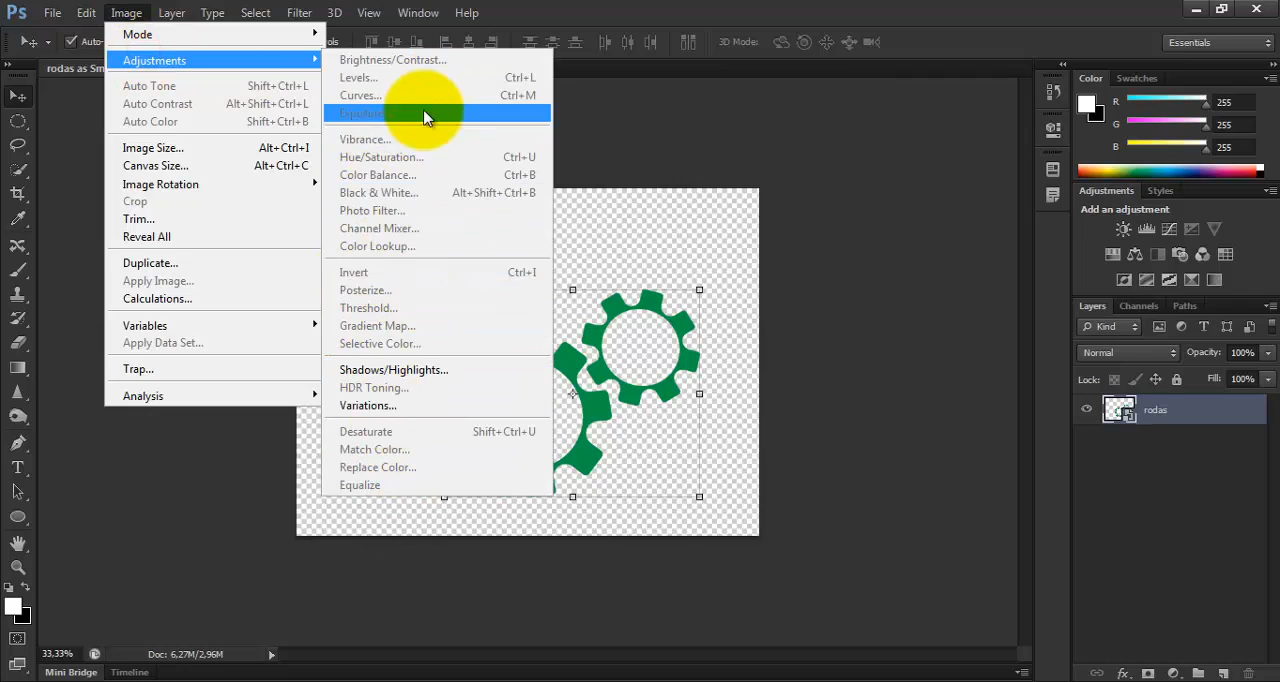 Ps File Edit Image Layer Type Select Filter 3D View Window Help
Auto- ols 3D Mode: Essentials
rodas as Sm
Mode
Adjustments
Auto Tone Shift+Ctrl+L
Auto Contrast Alt+Shift+Ctrl+L
Auto Color Shift+Ctrl+B
Image Size... Alt+Ctrl+I
Canvas Size... Alt+Ctrl+C
Image Rotation
Crop
Trim...
Reveal All
Duplicate...
Apply Image...
Calculations...
Variables
Apply Data Set...
Trap...
Analysis
Brightness/Contrast...
Levels... Ctrl+L
Curves... Ctrl+M
Vibrance...
Hue/Saturation... Ctrl+U
Color Balance... Ctrl+B
Black & White... Alt+Shift+Ctrl+B
Photo Filter...
Channel Mixer...
Color Lookup...
Invert Ctrl+I
Posterize...
Threshold...
Gradient Map...
Selective Color...
Shadows/Highlights...
HDR Toning...
Variations...
Desaturate Shift+Ctrl+U
Match Color...
Replace Color...
Equalize
Color Swatches
R 255
G 255
B 255
Adjustments Styles
Add an adjustment
Layers Channels Paths
Kind
Normal Opacity: 100%
Lock: Fill: 100%
rodas
33,33% Doc: 6,27M/2,96M
Mini Bridge Timeline